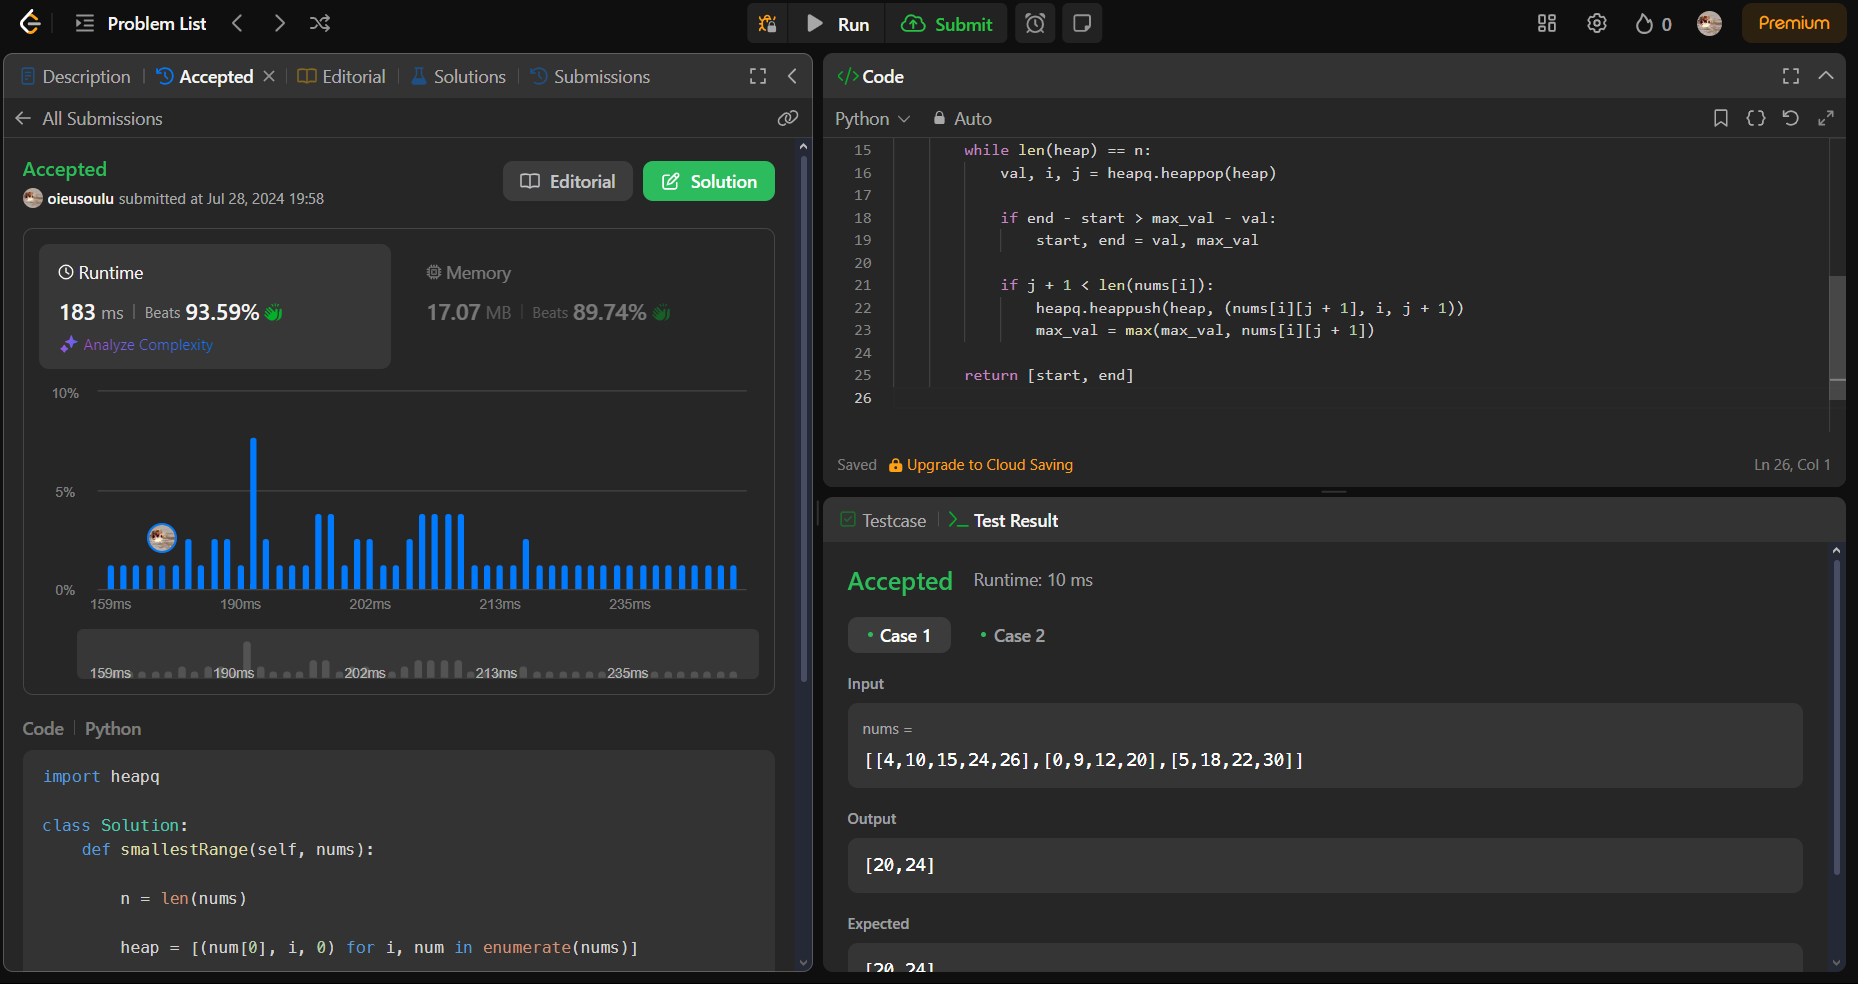 Problem List
Run
Submit
0
Premium
Description
Accepted
Editorial
Solutions
Submissions
All Submissions
Accepted
oieusoulu submitted at Jul 28, 2024 19:58
Editorial
Solution
Runtime
183 ms | Beats 93.59%
Analyze Complexity
Memory
17.07 MB | Beats 89.74%
10%
5%
0%
159ms 190ms 202ms 213ms 235ms
159ms 190ms 202ms 213ms 235ms
Code | Python
import heapq
class Solution:
    def smallestRange(self, nums):
        n = len(nums)
        heap = [(num[0], i, 0) for i, num in enumerate(nums)]
Code
Python
Auto
15 while len(heap) == n:
16 val, i, j = heapq.heappop(heap)
17
18 if end - start > max_val - val:
19 start, end = val, max_val
20
21 if j + 1 < len(nums[i]):
22 heapq.heappush(heap, (nums[i][j + 1], i, j + 1))
23 max_val = max(max_val, nums[i][j + 1])
24
25 return [start, end]
26
Saved
Upgrade to Cloud Saving
Ln 26, Col 1
Testcase
Test Result
Accepted
Runtime: 10 ms
Case 1
Case 2
Input
nums =
[[4,10,15,24,26],[0,9,12,20],[5,18,22,30]]
Output
[20,24]
Expected
[20,24]